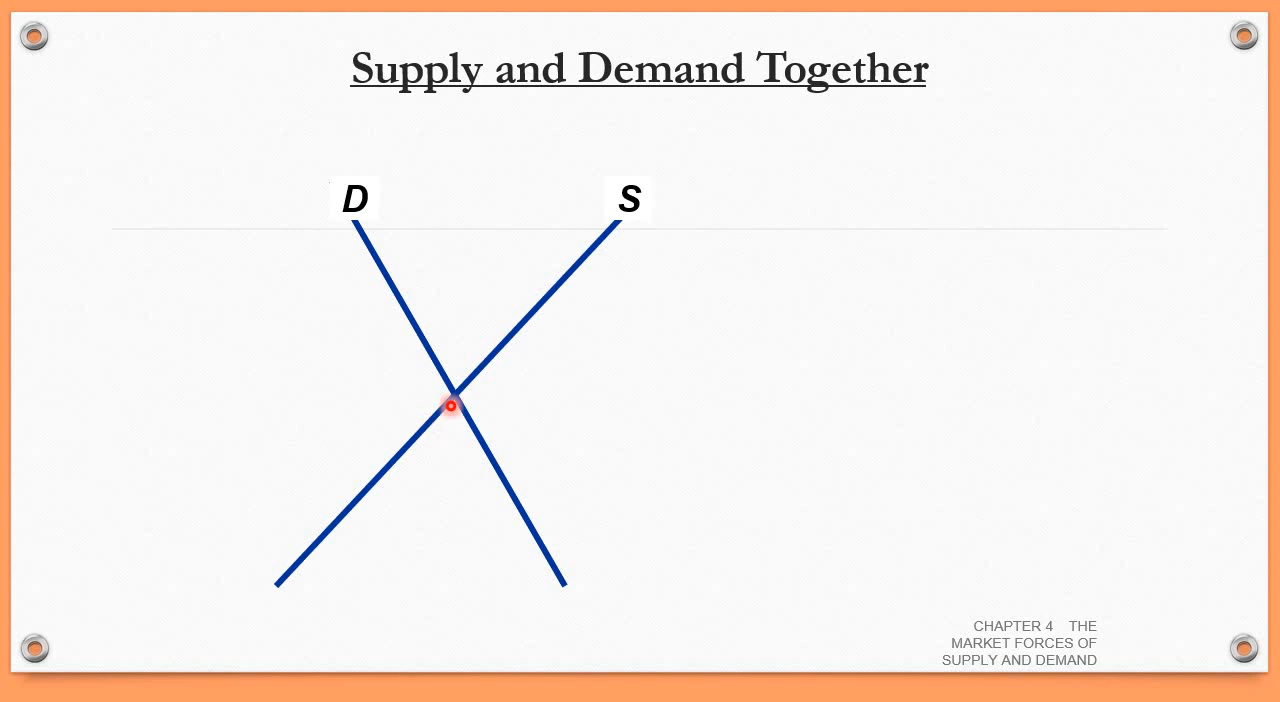 Supply and Demand Together
D
S
CHAPTER 4 THE
MARKET FORCES OF
SUPPLY AND DEMAND